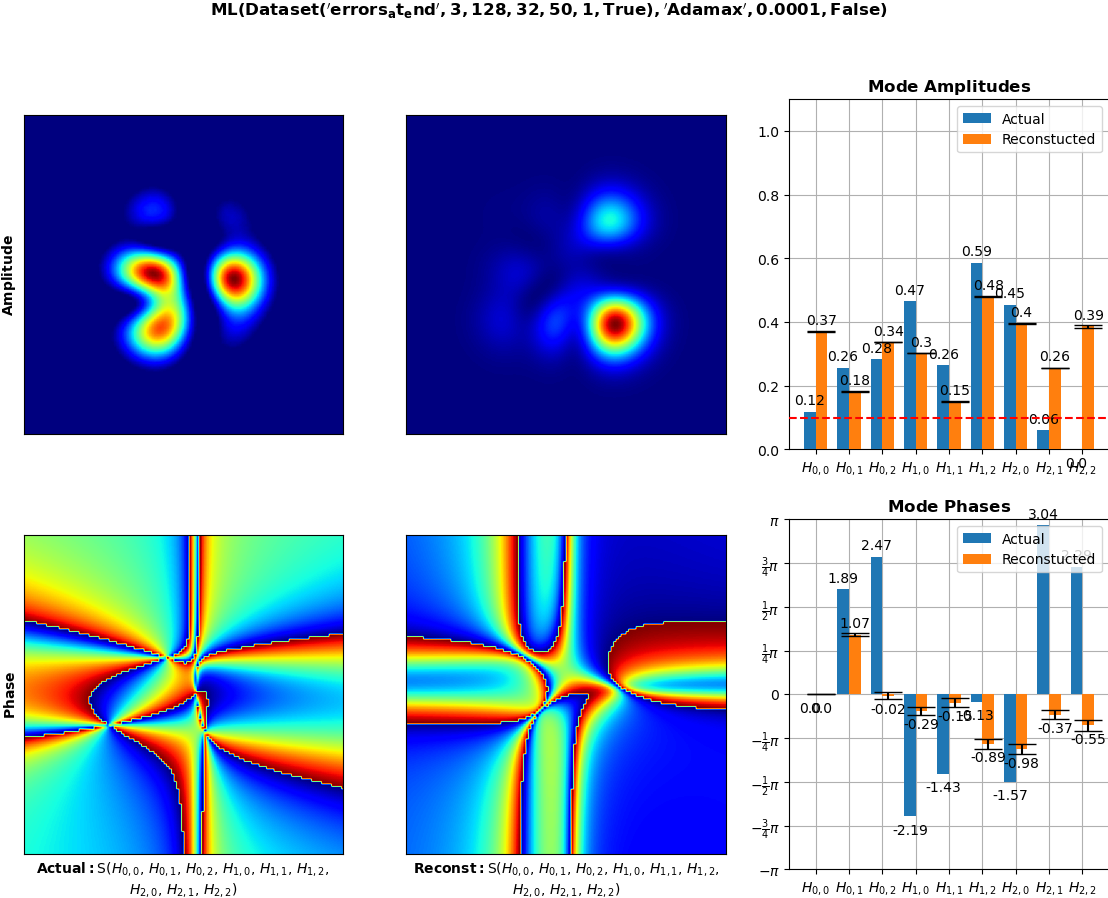 ML(Dataset('errors_at_end', 3, 128, 32, 50, 1, True), 'Adamax', 0.0001, False)
Amplitude
Mode Amplitudes
Actual
Reconstucted
1.0
0.8
0.6
0.4
0.2
0.0
0.12
0.37
0.26
0.18
0.28
0.34
0.47
0.3
0.26
0.15
0.59
0.48
0.45
0.4
0.06
0.26
0.0
0.39
H0,0 H0,1 H0,2 H1,0 H1,1 H1,2 H2,0 H2,1 H2,2
Phase
Actual: S(H0,0, H0,1, H0,2, H1,0, H1,1, H1,2,
H2,0, H2,1, H2,2)
Reconst: S(H0,0, H0,1, H0,2, H1,0, H1,1, H1,2,
H2,0, H2,1, H2,2)
Mode Phases
Actual
Reconstucted
π
3/4π
1/2π
1/4π
0
−1/4π
−1/2π
−3/4π
−π
0.0
0.0
1.89
1.07
2.47
-0.02
-2.19
-0.29
-1.43
-0.15
-0.13
-0.89
-1.57
-0.98
3.04
-0.37
-0.55
H0,0 H0,1 H0,2 H1,0 H1,1 H1,2 H2,0 H2,1 H2,2